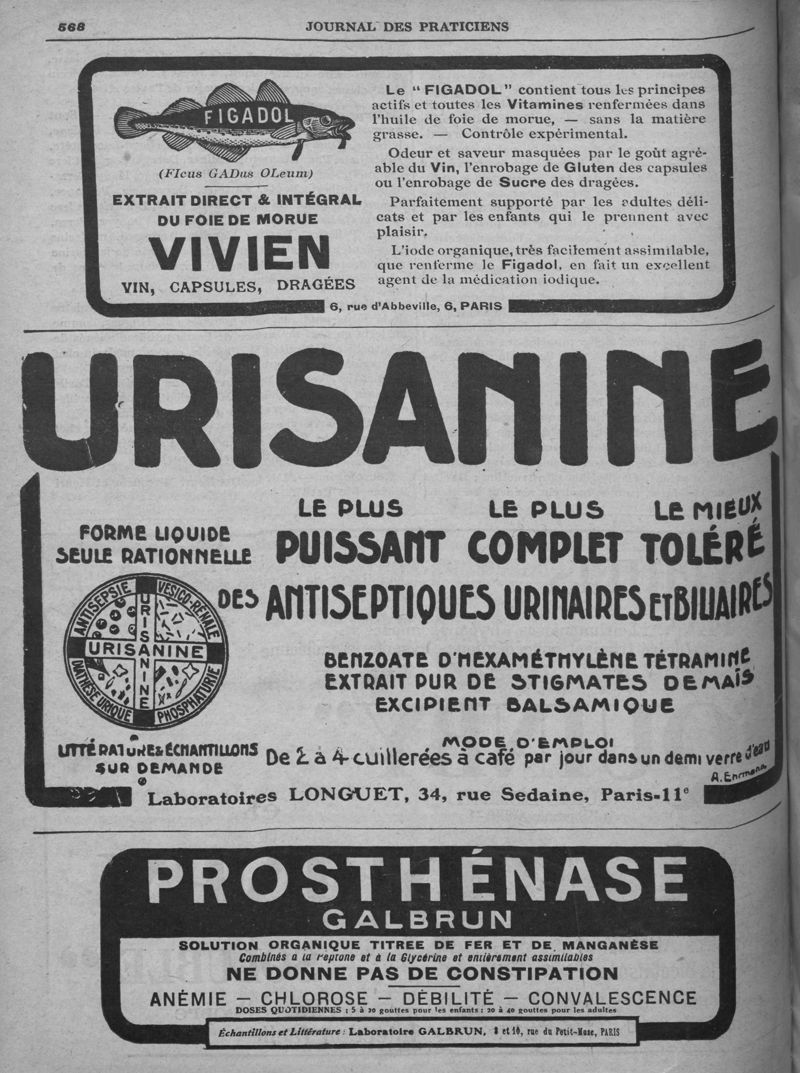 568
JOURNAL DES PRATICIENS
FIGADOL
(FIcus GADus OLeum)
EXTRAIT DIRECT & INTÉGRAL
DU FOIE DE MORUE
VIVIEN
VIN, CAPSULES, DRAGÉES
Le "FIGADOL" contient tous les principes
actifs et toutes les Vitamines renfermées dans
l'huile de foie de morue, — sans la matière
grasse. — Contrôle expérimental.
Odeur et saveur masquées par le goût agré-
able du Vin, l'enrobage de Gluten des capsules
ou l'enrobage de Sucre des dragées.
Parfaitement supporté par les adultes déli-
cats et par les enfants qui le prennent avec
plaisir.
L'iode organique, très facilement assimilable,
que renferme le Figadol, en fait un excellent
agent de la médication iodique.
6, rue d'Abbeville, 6, PARIS
URISANINE
FORME LIQUIDE
SEULE RATIONNELLE
LE PLUS LE PLUS LE MIEUX
PUISSANT COMPLET TOLÉRÉ
DES ANTISEPTIQUES URINAIRES ET BILIAIRES
ANTISEPSIE VESICO-RÉNALE
URISANINE
URISANINE
DIATHÈSE URIQUE PHOSPHATURIE
BENZOATE D'HEXAMÉTHYLÈNE TÉTRAMINE
EXTRAIT PUR DE STIGMATES DE MAÏS
EXCIPIENT BALSAMIQUE
LITTÉRATURE & ÉCHANTILLONS
SUR DEMANDE
MODE D'EMPLOI
De 2 à 4 cuillerées à café par jour dans un demi verre d'eau
A. Ehrmann
Laboratoires LONGUET, 34, rue Sedaine, Paris-11e
PROSTHÉNASE
GALBRUN
SOLUTION ORGANIQUE TITREE DE FER ET DE MANGANÈSE
Combinés a la peptone et à la Glycérine et entièrement assimilables
NE DONNE PAS DE CONSTIPATION
ANÉMIE — CHLOROSE — DÉBILITÉ — CONVALESCENCE
DOSES QUOTIDIENNES : 5 à 20 gouttes pour les enfants : 20 à 40 gouttes pour les adultes
Échantillons et Littérature : Laboratoire GALBRUN, 8 et 10, rue du Petit-Musc, PARIS